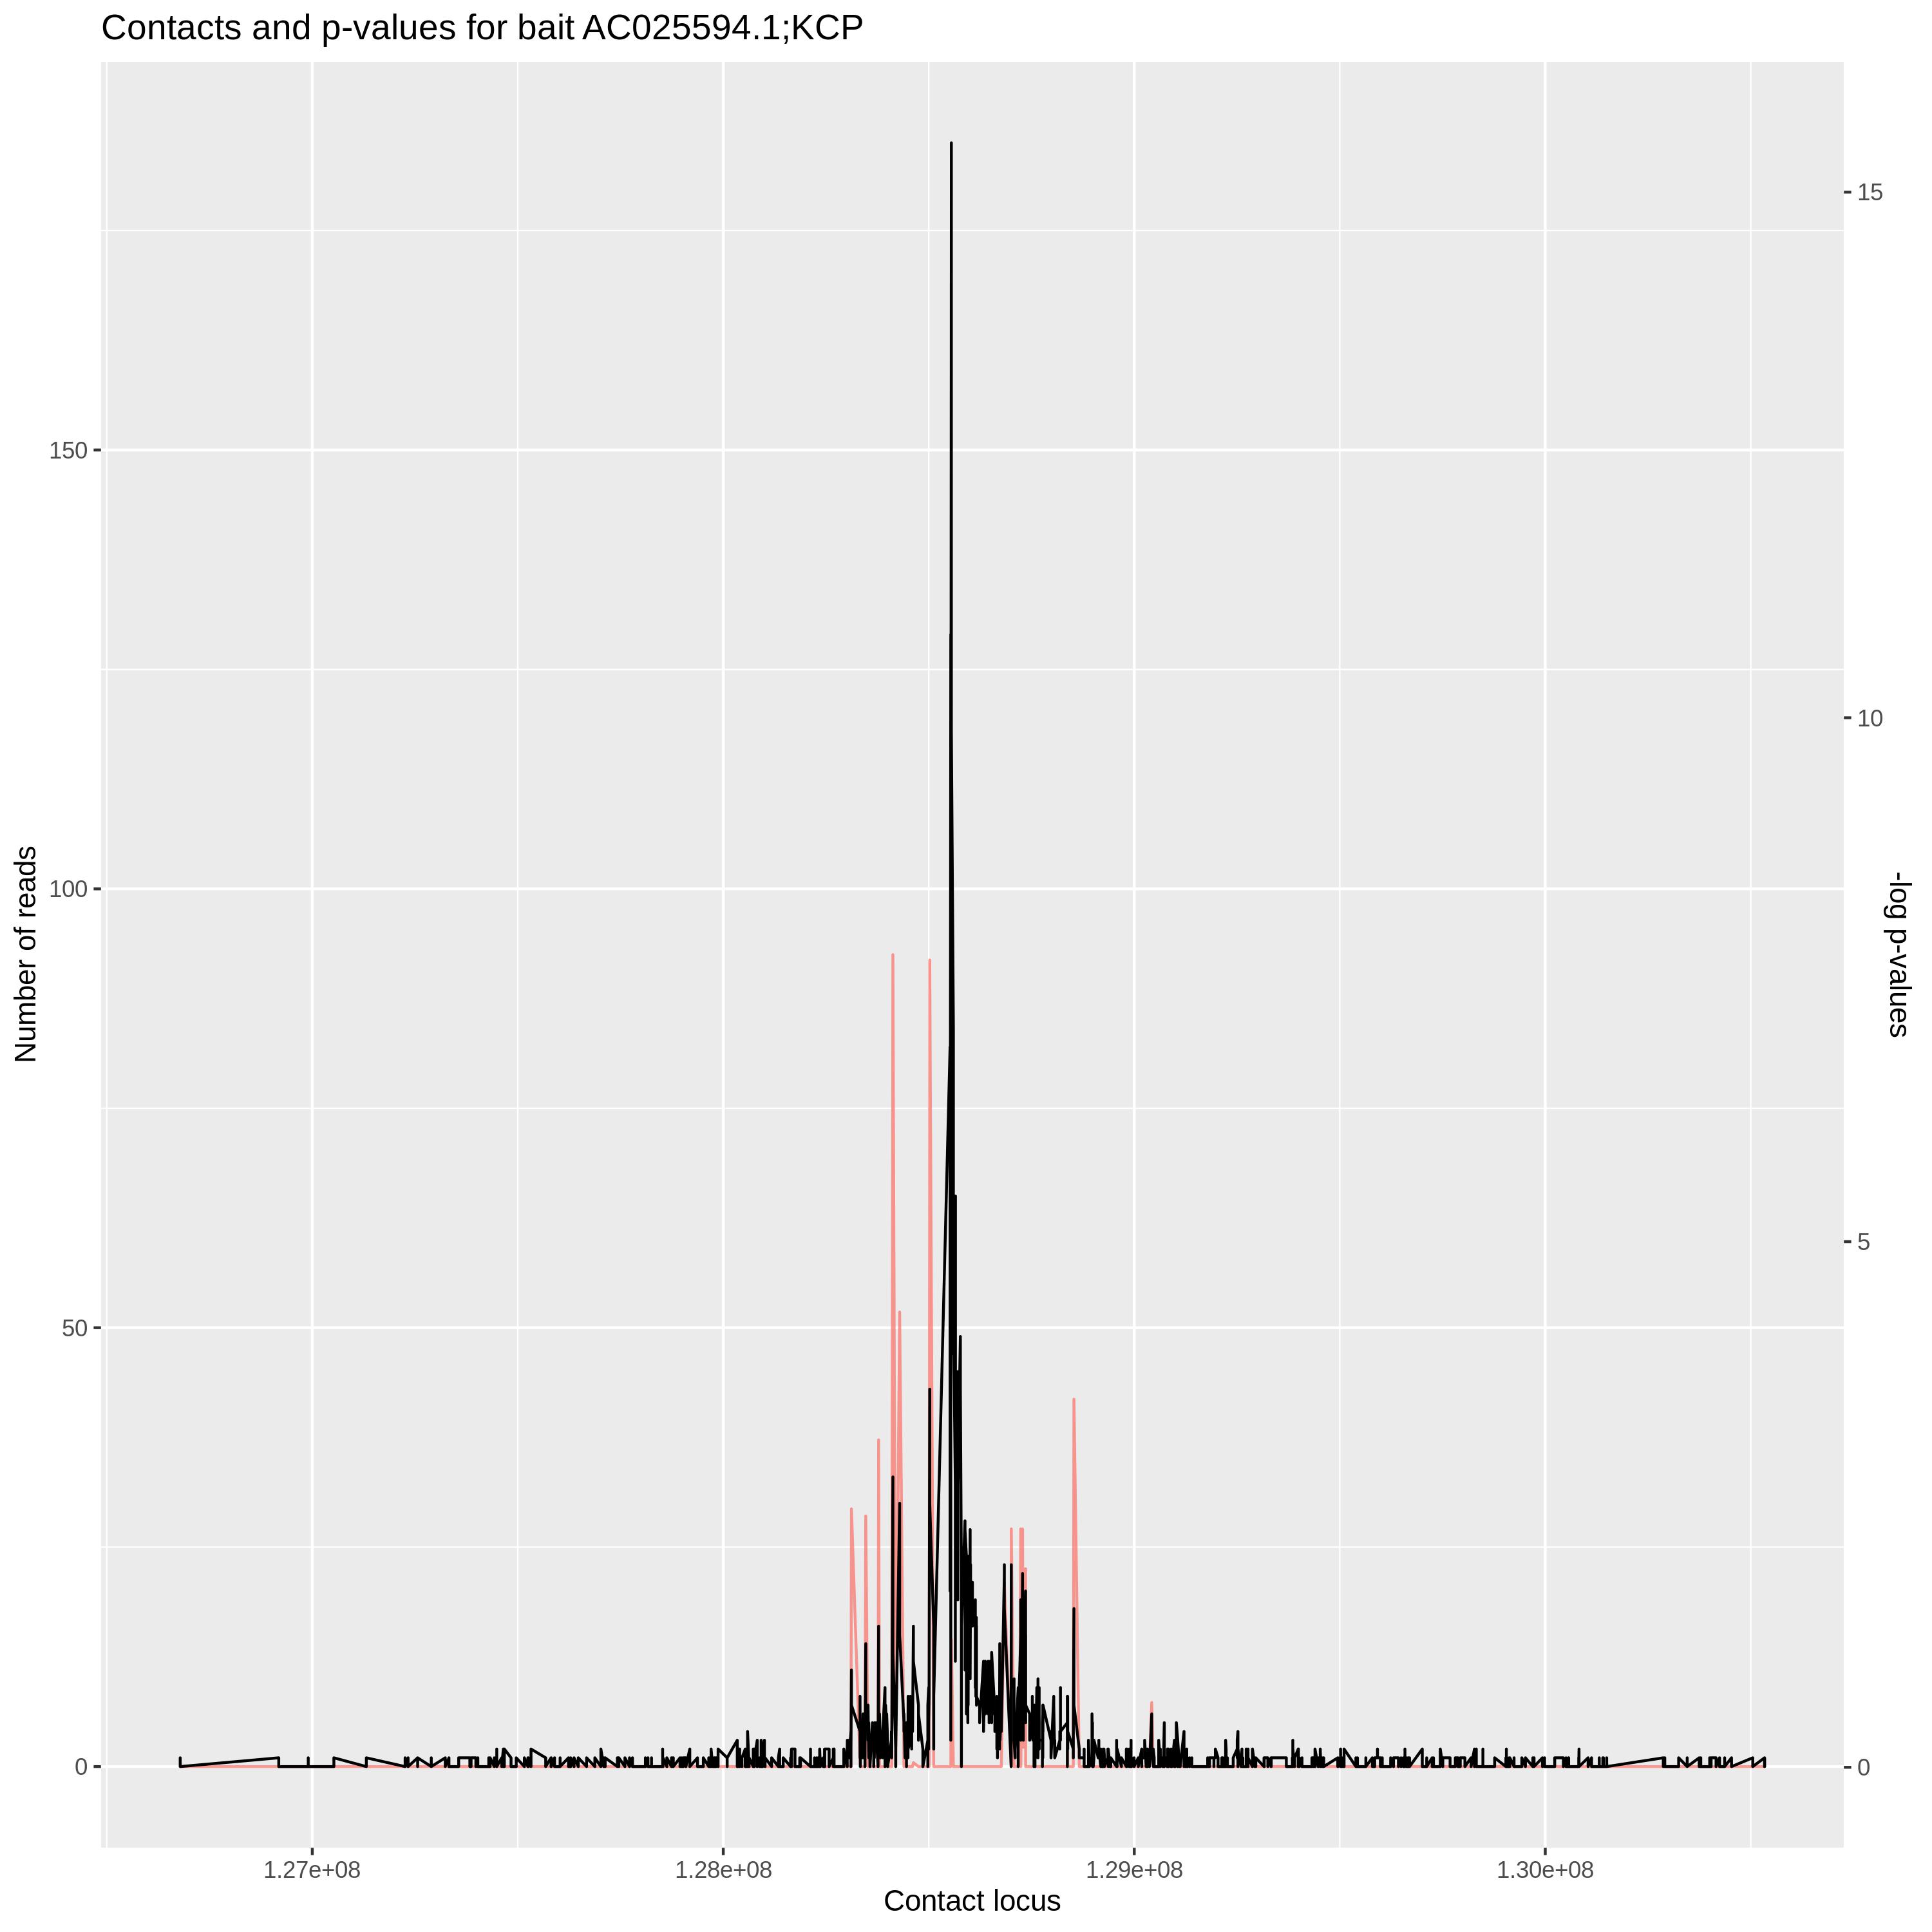 Contacts and p-values for bait AC025594.1;KCP
Number of reads
150
100
50
0
15
10
5
0
-log p-values
1.27e+08
1.28e+08
1.29e+08
1.30e+08
Contact locus